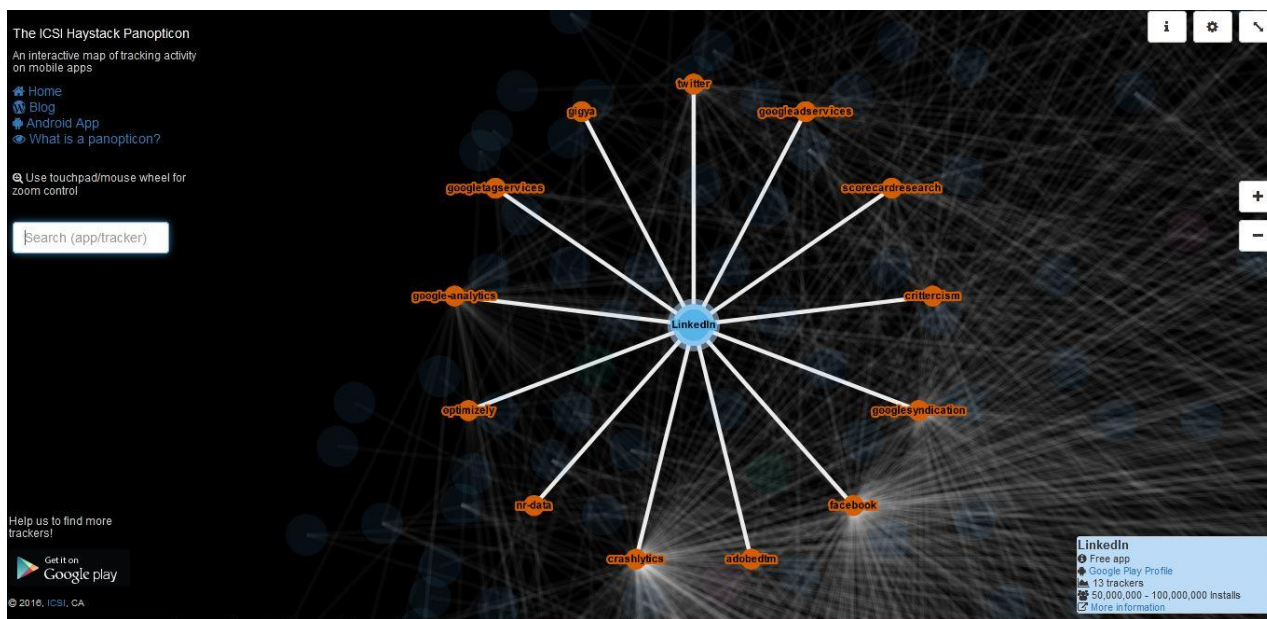 The ICSI Haystack Panopticon
An interactive map of tracking activity
on mobile apps
Home
Blog
Android App
What is a panopticon?
Use touchpad/mouse wheel for
zoom control
Search (app/tracker)
twitter
gigya
googleadservices
googletagservices
scorecardresearch
google-analytics
crittercism
LinkedIn
optimizely
googlesyndication
nr-data
facebook
crashlytics
adobedtm
Help us to find more
trackers!
Get it on
Google play
© 2016, ICSI, CA
LinkedIn
Free app
Google Play Profile
13 trackers
50,000,000 - 100,000,000 Installs
More information